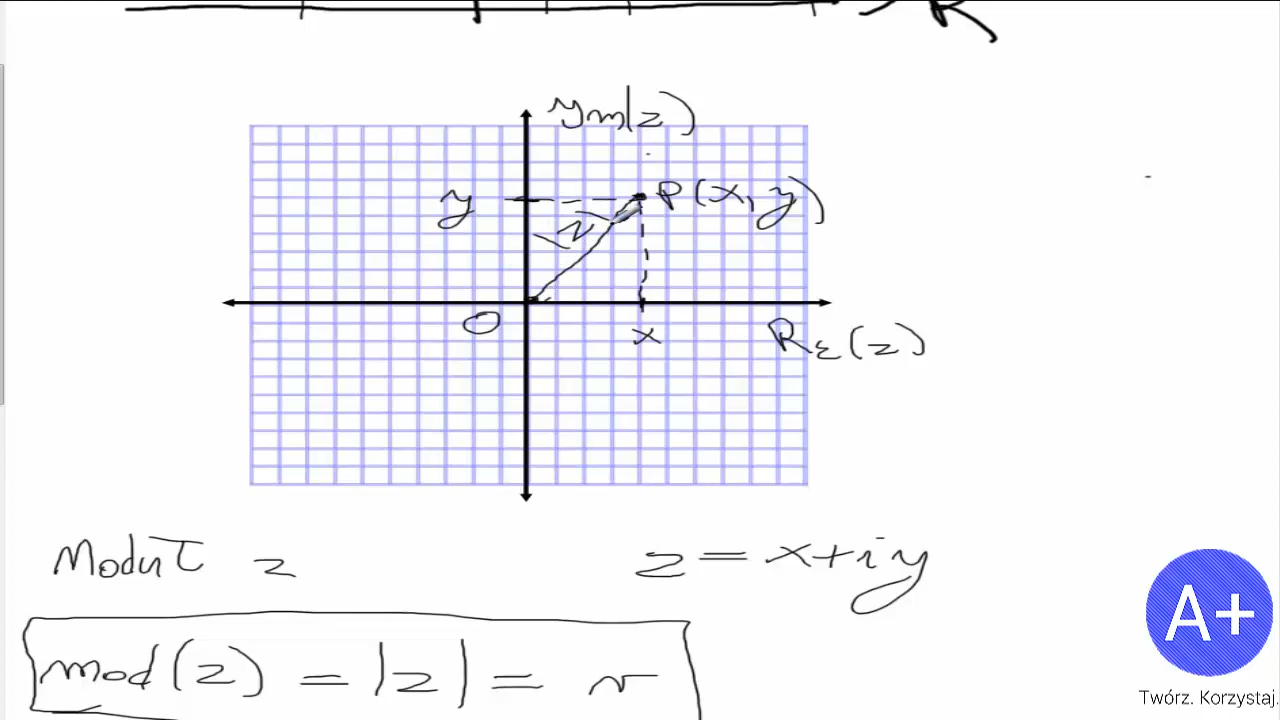 R
Ym(z)
y
P(x,y)
r
O
x
Re(z)
Moduł z
z = x+iy
mod(z) = |z| = r
A+
Twórz. Korzystaj.